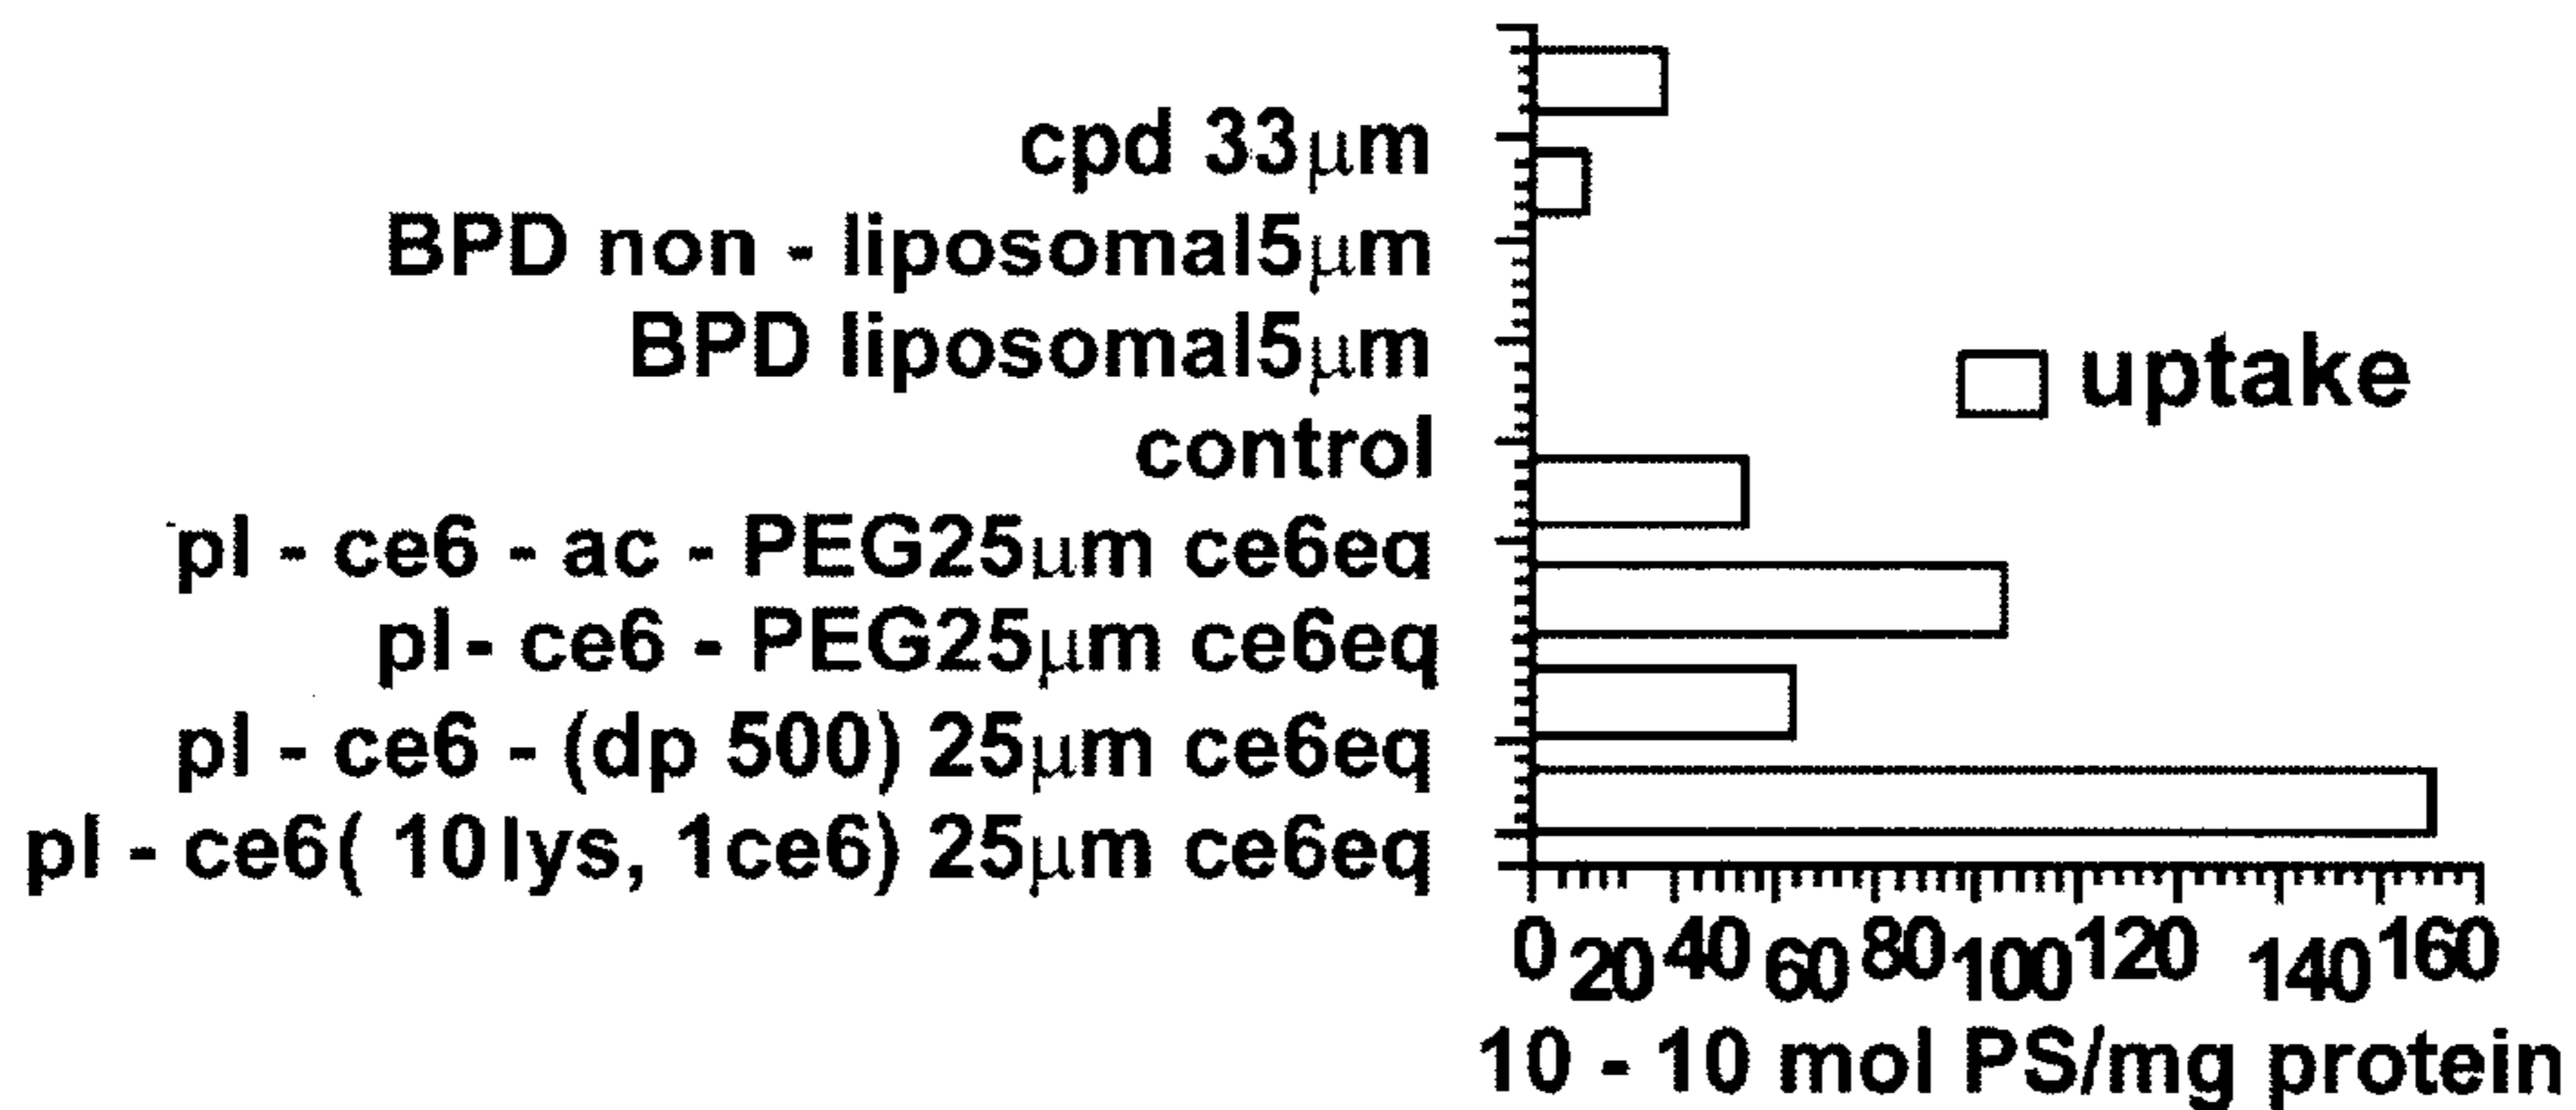 cpd 33μm
BPD non - liposomal5μm
BPD liposomal5μm
uptake
control
pl - ce6 - ac - PEG25μm ce6eq
pl- ce6 - PEG25μm ce6eq
pl - ce6 - (dp 500) 25μm ce6eq
pl - ce6( 10 lys, 1ce6) 25μm ce6eq
0 20 40 60 80 100 120 140 160
10 - 10 mol PS/mg protein